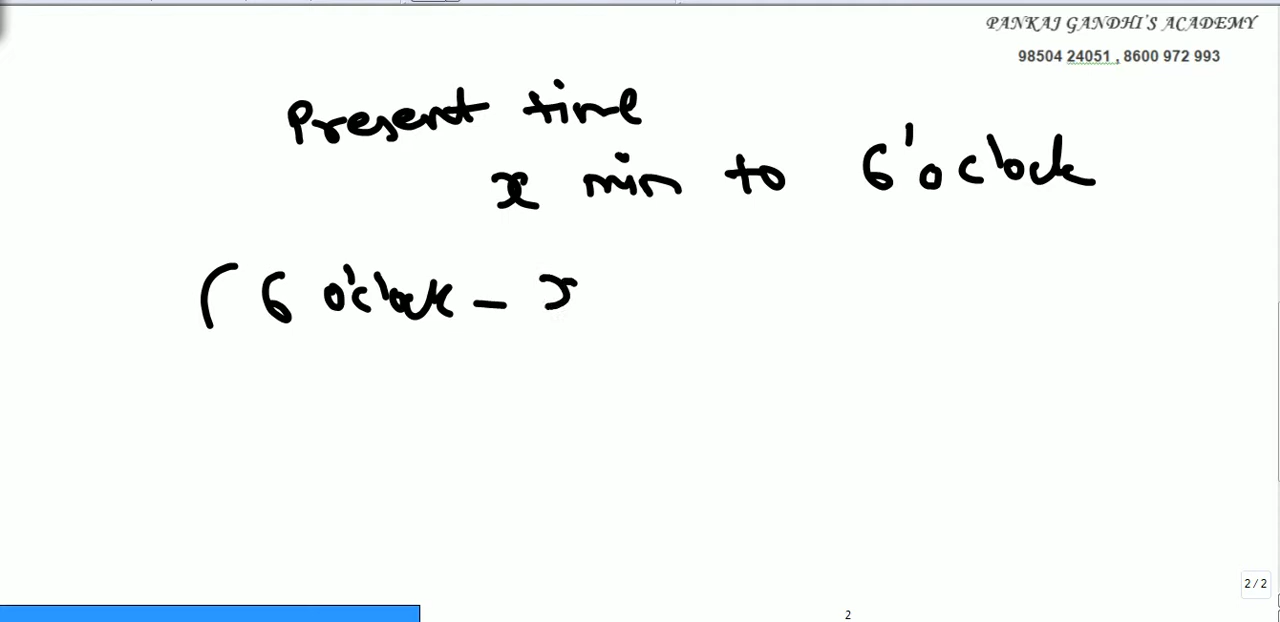 PANKAJ GANDHI'S ACADEMY
98504 24051 , 8600 972 993
Present time
x min to 6'o clock
( 6 o'clock - x
2 / 2
2